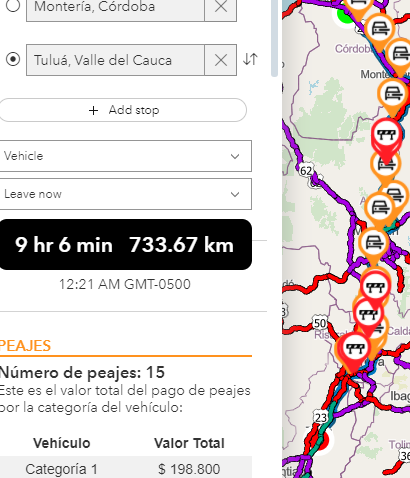 Montería, Córdoba
Tuluá, Valle del Cauca
+ Add stop
Vehicle
Leave now
9 hr 6 min 733.67 km
12:21 AM GMT-0500
PEAJES
Número de peajes: 15
Este es el valor total del pago de peajes
por la categoría del vehículo:
Vehículo Valor Total
Categoría 1 $ 198.800
Córdoba
Monte
62
62
50
Ris
Calda
Iba
23
Tolim
36